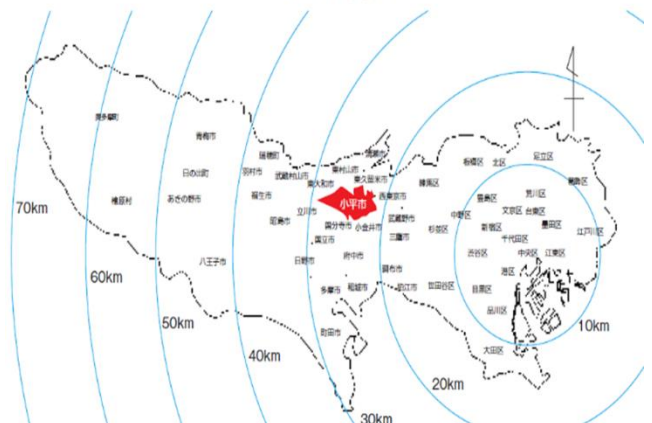 奥多摩町
青梅市
瑞穂町
日の出町
羽村市
武蔵村山市
東村山市
清瀬市
東大和市
東久留米市
檜原村
あきる野市
福生市
小平市
西東京市
練馬区
板橋区
北区
足立区
葛飾区
昭島市
立川市
国分寺市
小金井市
武蔵野市
中野区
豊島区
荒川区
文京区
台東区
墨田区
江戸川区
国立市
三鷹市
杉並区
新宿区
千代田区
八王子市
日野市
府中市
調布市
渋谷区
中央区
江東区
港区
多摩市
稲城市
狛江市
世田谷区
目黒区
品川区
町田市
大田区
70km
60km
50km
40km
30km
20km
10km